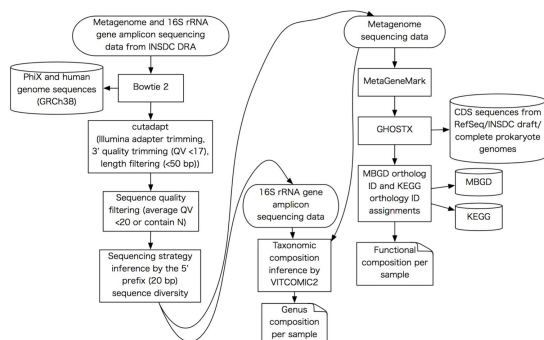 Metagenome and 16S rRNA
gene amplicon sequencing
data from INSDC DRA
PhiX and human
genome sequences
(GRCh38)
Bowtie 2
cutadapt
(Illumina adapter trimming,
3' quality trimming (QV <17),
length filtering (<50 bp))
Sequence quality
filtering (average QV
<20 or contain N)
Sequencing strategy
inference by the 5'
prefix (20 bp)
sequence diversity
16S rRNA gene
amplicon
sequencing data
Taxonomic
composition
inference by
VITCOMIC2
Genus
composition
per sample
Metagenome
sequencing data
MetaGeneMark
GHOSTX
CDS sequences from
RefSeq/INSDC draft/
complete prokaryote
genomes
MBGD ortholog
ID and KEGG
orthology ID
assignments
MBGD
KEGG
Functional
composition per
sample